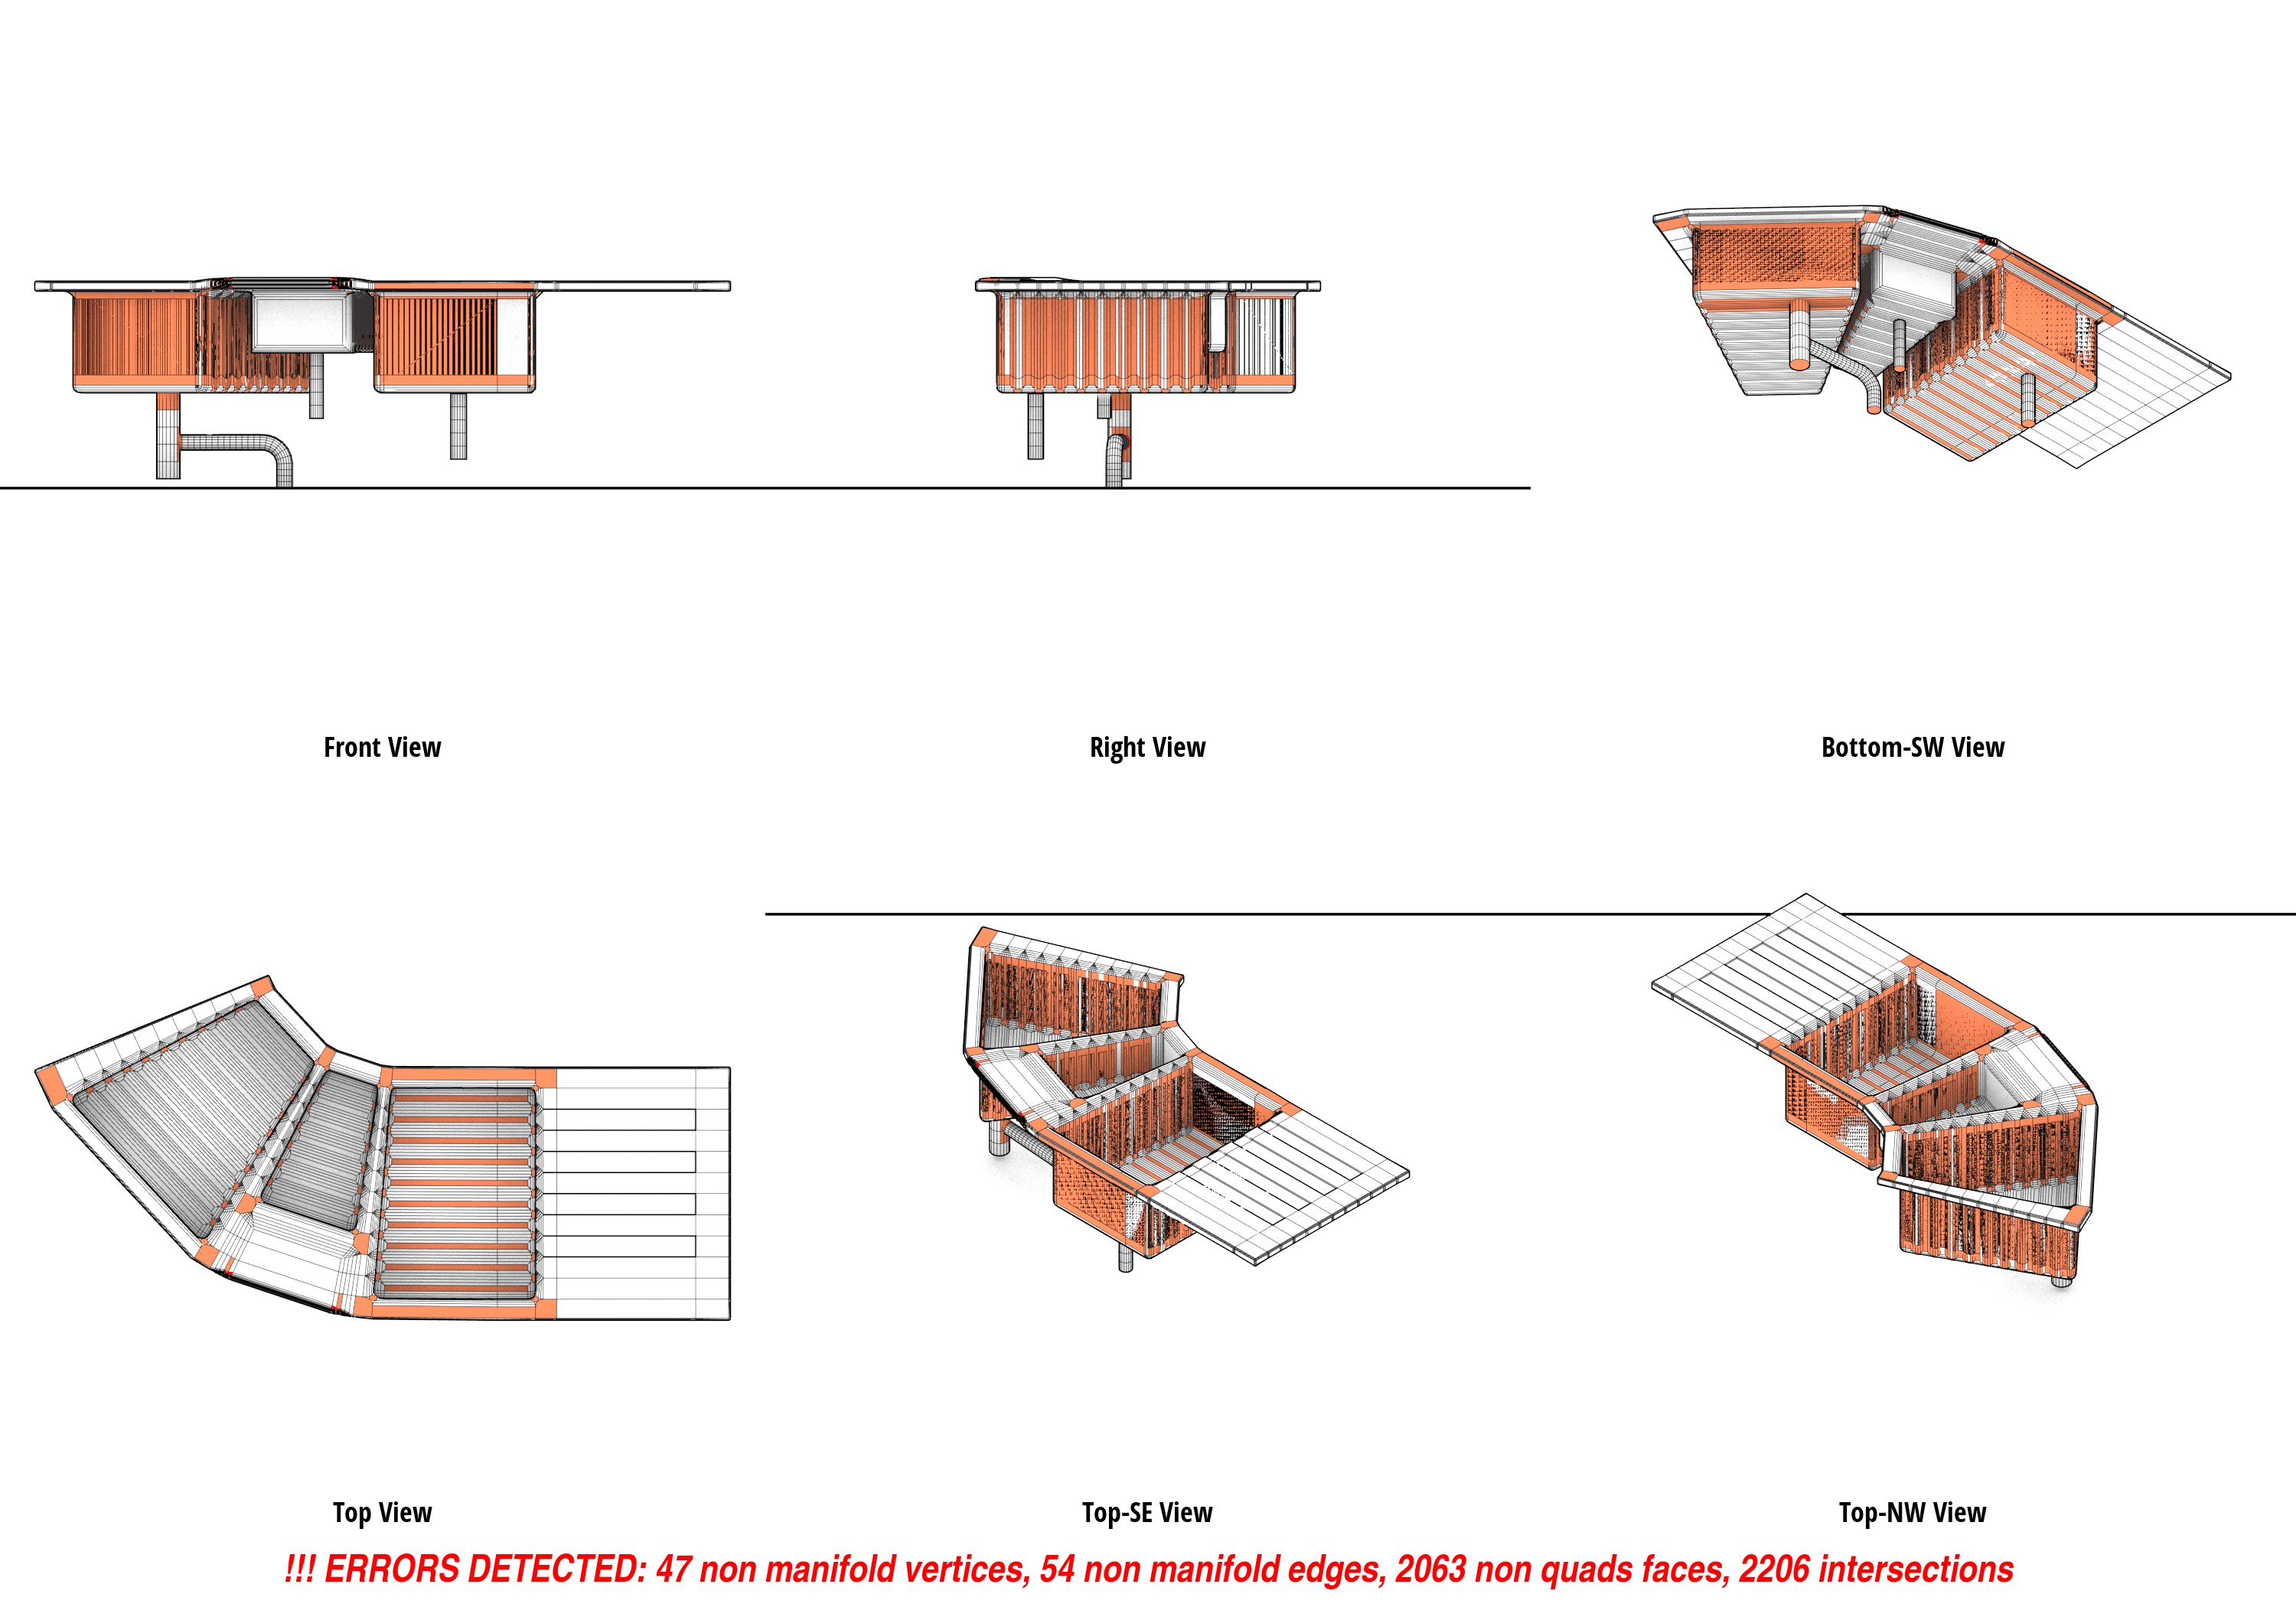 Front View
Right View
Bottom-SW View
Top View
Top-SE View
Top-NW View
!!! ERRORS DETECTED: 47 non manifold vertices, 54 non manifold edges, 2063 non quads faces, 2206 intersections